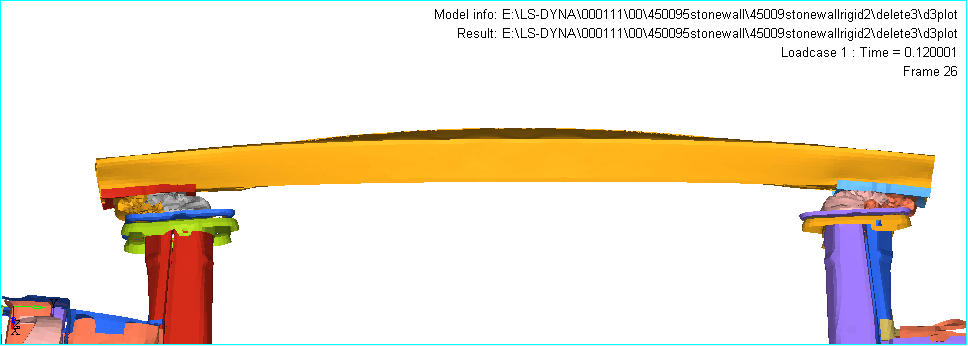 Model info: E:\LS-DYNA\000111\00\450095stonewall\45009stonewallrigid2\delete3\d3plot
Result: E:\LS-DYNA\000111\00\450095stonewall\45009stonewallrigid2\delete3\d3plot
Loadcase 1 : Time = 0.120001
Frame 26